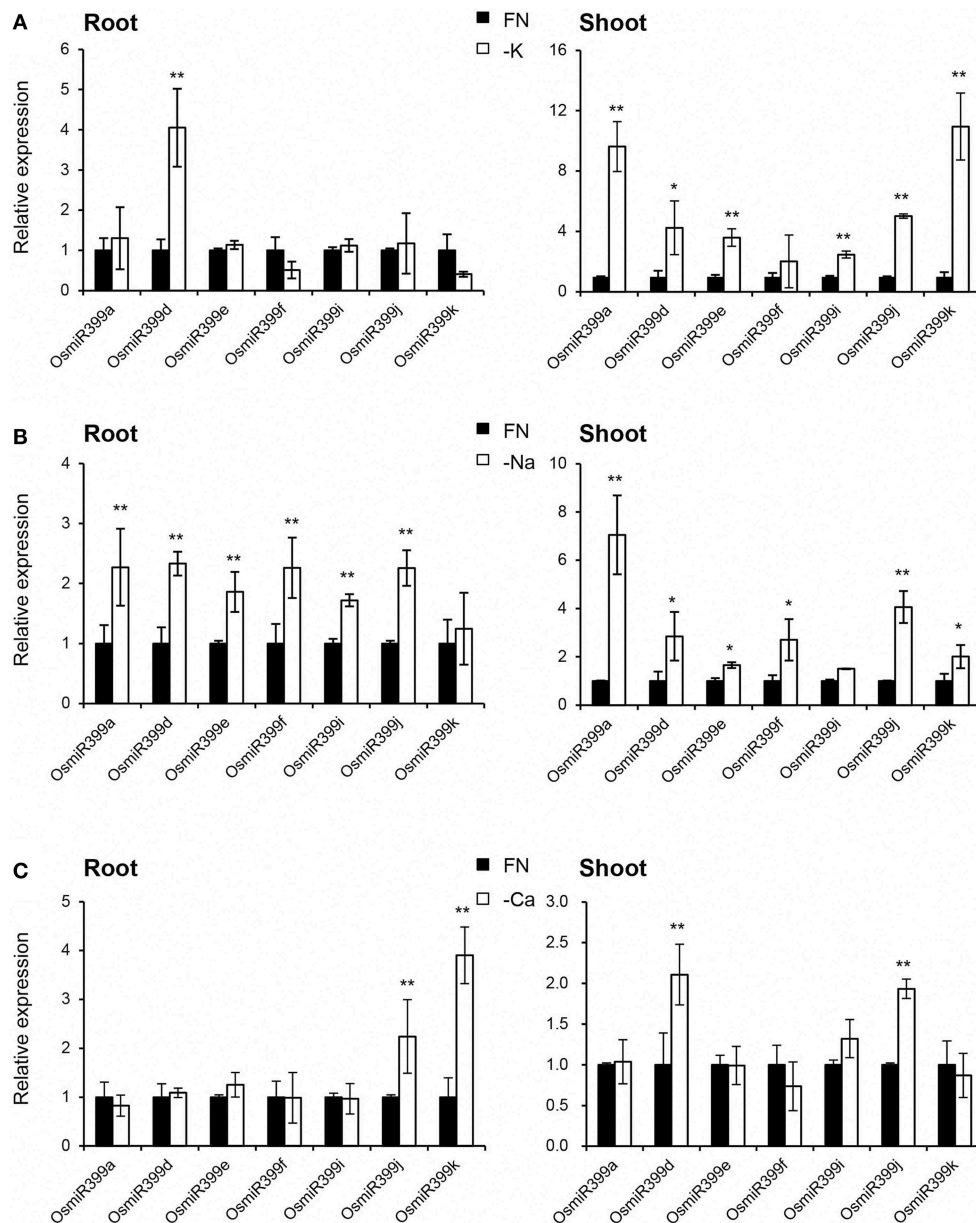 A
Root
FN
-K
Shoot
Relative expression
6
5
4
3
2
1
0
**
OsmiR399a
OsmiR399d
OsmiR399e
OsmiR399f
OsmiR399i
OsmiR399j
OsmiR399k
16
12
8
4
0
**
*
**
**
**
**
OsmiR399a
OsmiR399d
OsmiR399e
OsmiR399f
OsmiR399i
OsmiR399j
OsmiR399k
B
Root
FN
-Na
Shoot
Relative expression
4
3
2
1
0
**
**
**
**
**
**
OsmiR399a
OsmiR399d
OsmiR399e
OsmiR399f
OsmiR399i
OsmiR399j
OsmiR399k
10
8
6
4
2
0
**
*
*
*
**
*
OsmiR399a
OsmiR399d
OsmiR399e
OsmiR399f
OsmiR399i
OsmiR399j
OsmiR399k
C
Root
FN
-Ca
Shoot
Relative expression
5
4
3
2
1
0
**
**
OsmiR399a
OsmiR399d
OsmiR399e
OsmiR399f
OsmiR399i
OsmiR399j
OsmiR399k
3.0
2.5
2.0
1.5
1.0
0.5
0.0
**
**
OsmiR399a
OsmiR399d
OsmiR399e
OsmiR399f
OsmiR399i
OsmiR399j
OsmiR399k